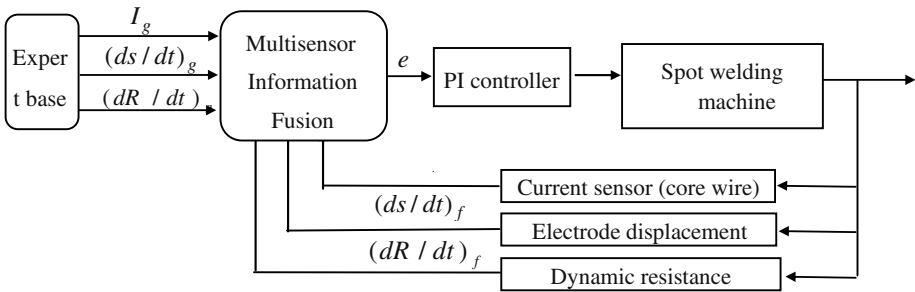 I_g
(ds / dt)_g
(dR / dt)
Exper
t base
Multisensor
Information
Fusion
e
PI controller
Spot welding
machine
Current sensor (core wire)
(ds / dt)_f
Electrode displacement
(dR / dt)_f
Dynamic resistance